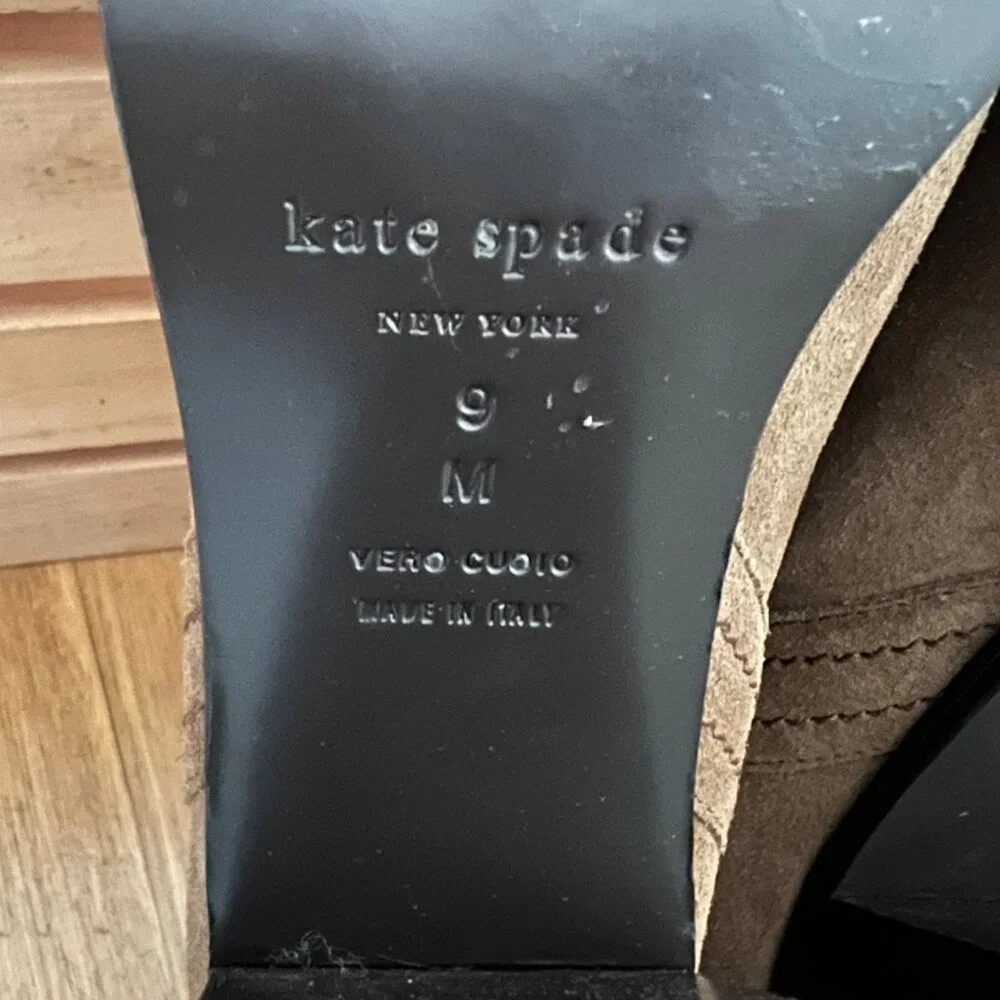 kate spade
NEW YORK
9
M
VERO CUOIO
MADE IN ITALY